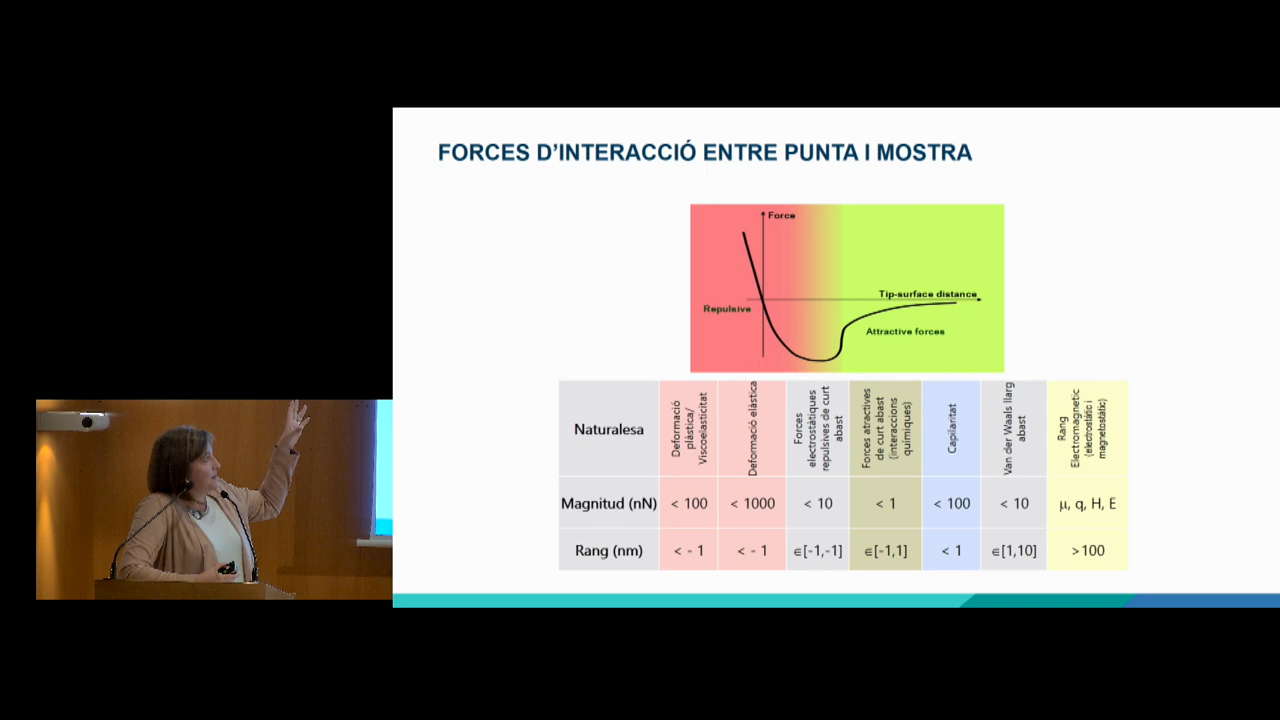 FORCES D'INTERACCIÓ ENTRE PUNTA I MOSTRA
Force
Tip-surface distance
Repulsive
Attractive forces
Naturalesa
Deformació
plàstica/
Viscoelasticitat
Deformació elàstica
Forces
electrostàtiques
repulsives de curt
abast
Forces atractives
de curt abast
(interaccions
químiques)
Capilaritat
Van der Waals llarg
abast
Rang
Electromagnetic
(electrostàtic i
magnetostàtic)
Magnitud (nN) < 100 < 1000 < 10 < 1 < 100 < 10 μ, q, H, E
Rang (nm) < - 1 < - 1 ∈[-1,-1] ∈[-1,1] < 1 ∈[1,10] >100